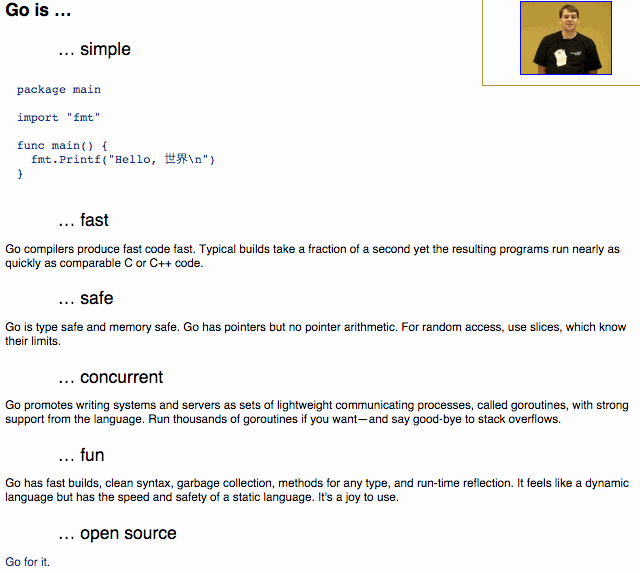 Go is …
… simple
package main
import "fmt"
func main() {
fmt.Printf("Hello, 世界\n")
}
… fast
Go compilers produce fast code fast. Typical builds take a fraction of a second yet the resulting programs run nearly as
quickly as comparable C or C++ code.
… safe
Go is type safe and memory safe. Go has pointers but no pointer arithmetic. For random access, use slices, which know
their limits.
… concurrent
Go promotes writing systems and servers as sets of lightweight communicating processes, called goroutines, with strong
support from the language. Run thousands of goroutines if you want—and say good-bye to stack overflows.
… fun
Go has fast builds, clean syntax, garbage collection, methods for any type, and run-time reflection. It feels like a dynamic
language but has the speed and safety of a static language. It's a joy to use.
… open source
Go for it.